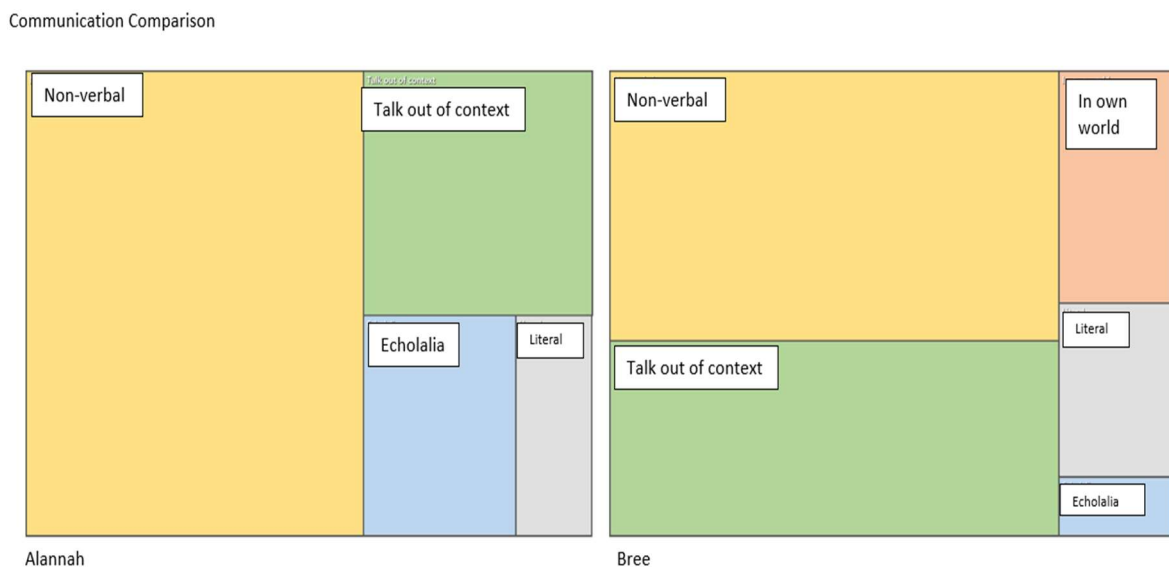 Communication Comparison
Talk out of context
Non-verbal
Talk out of context
Echolalia
Literal
Non-verbal
In own
world
Literal
Talk out of context
Echolalia
Alannah
Bree